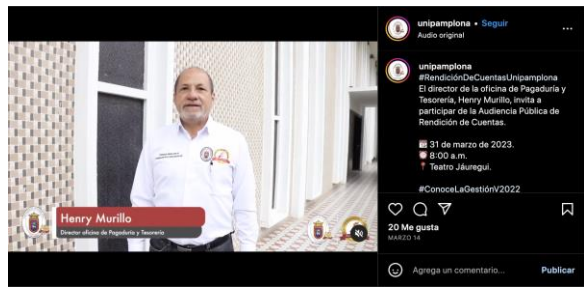 Henry Murillo
Director oficina de Pagaduría y Tesorería
unipamplona • Seguir
Audio original
unipamplona
#RendiciónDeCuentasUnipamplona
El director de la oficina de Pagaduría y
Tesorería, Henry Murillo, invita a
participar de la Audiencia Pública de
Rendición de Cuentas.
31 de marzo de 2023.
8:00 a.m.
Teatro Jáuregui.
#ConoceLaGestiónV2022
20 Me gusta
MARZO 14
Agrega un comentario...
Publicar